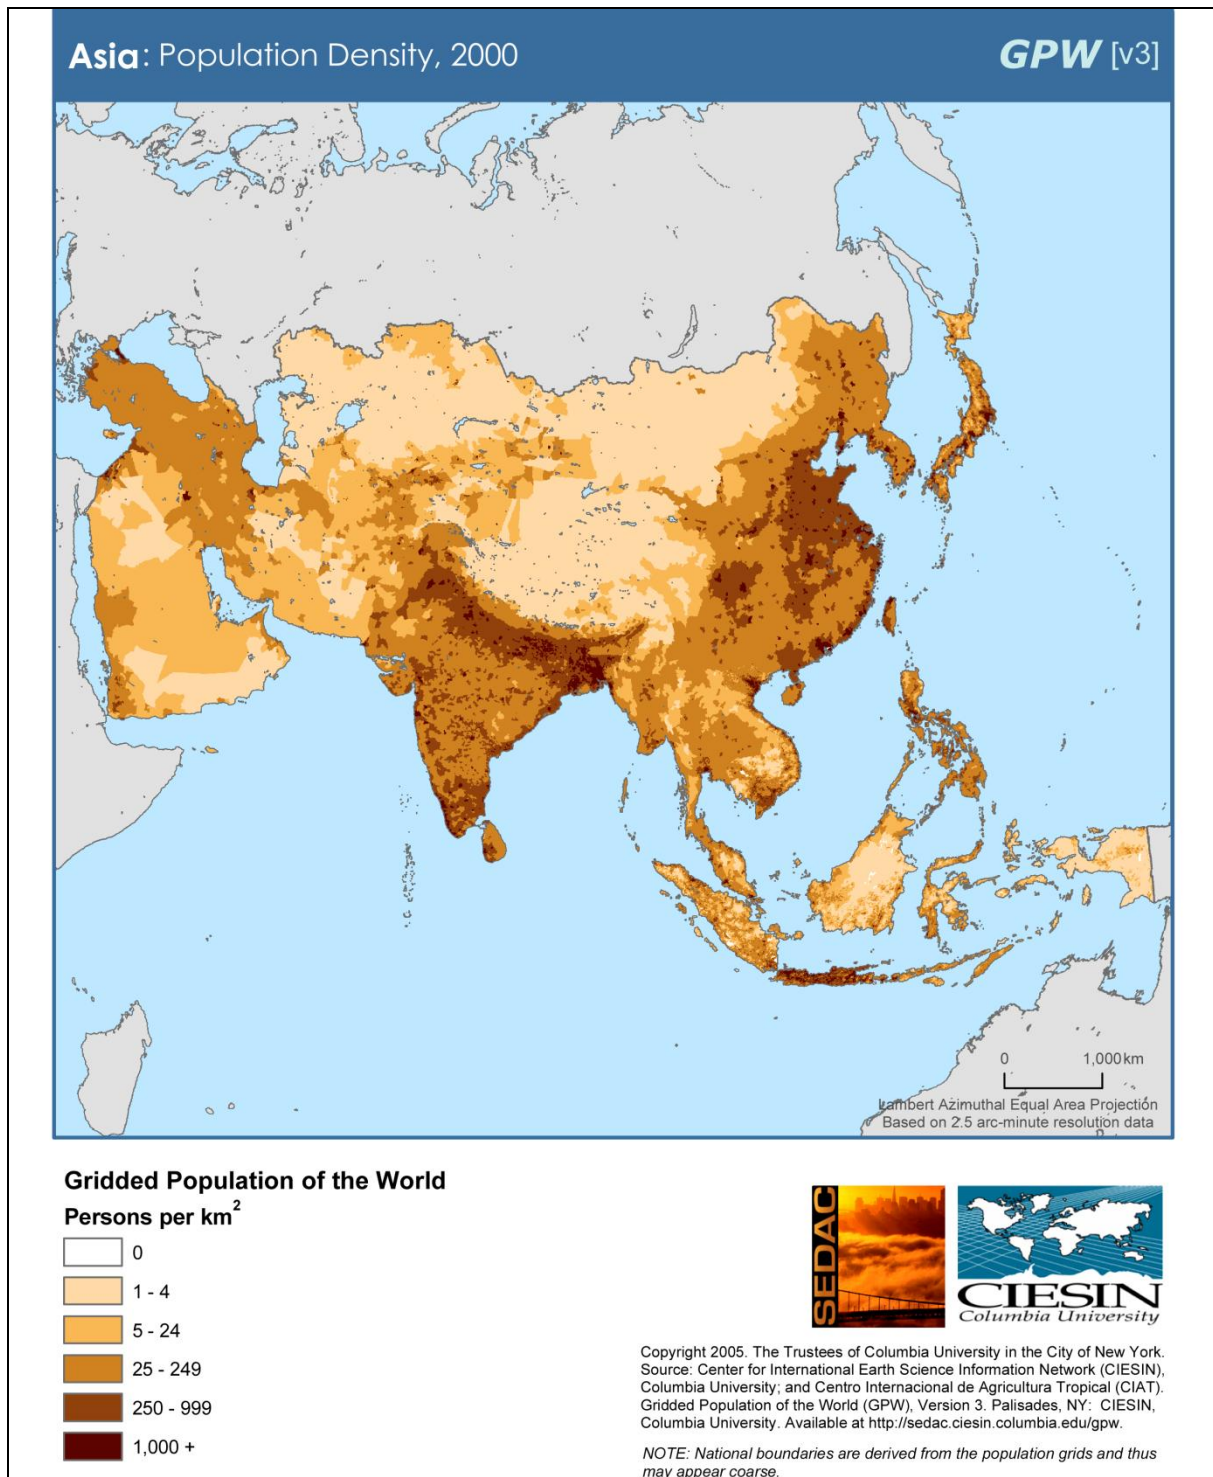 Asia: Population Density, 2000
GPW [v3]
0 1,000 km
Lambert Azimuthal Equal Area Projection
Based on 2.5 arc-minute resolution data
Gridded Population of the World
Persons per km²
0
1 - 4
5 - 24
25 - 249
250 - 999
1,000 +
SEDAC
CIESIN
Columbia University
Copyright 2005. The Trustees of Columbia University in the City of New York.
Source: Center for International Earth Science Information Network (CIESIN),
Columbia University; and Centro Internacional de Agricultura Tropical (CIAT).
Gridded Population of the World (GPW), Version 3. Palisades, NY: CIESIN,
Columbia University. Available at http://sedac.ciesin.columbia.edu/gpw.
NOTE: National boundaries are derived from the population grids and thus
may appear coarse.